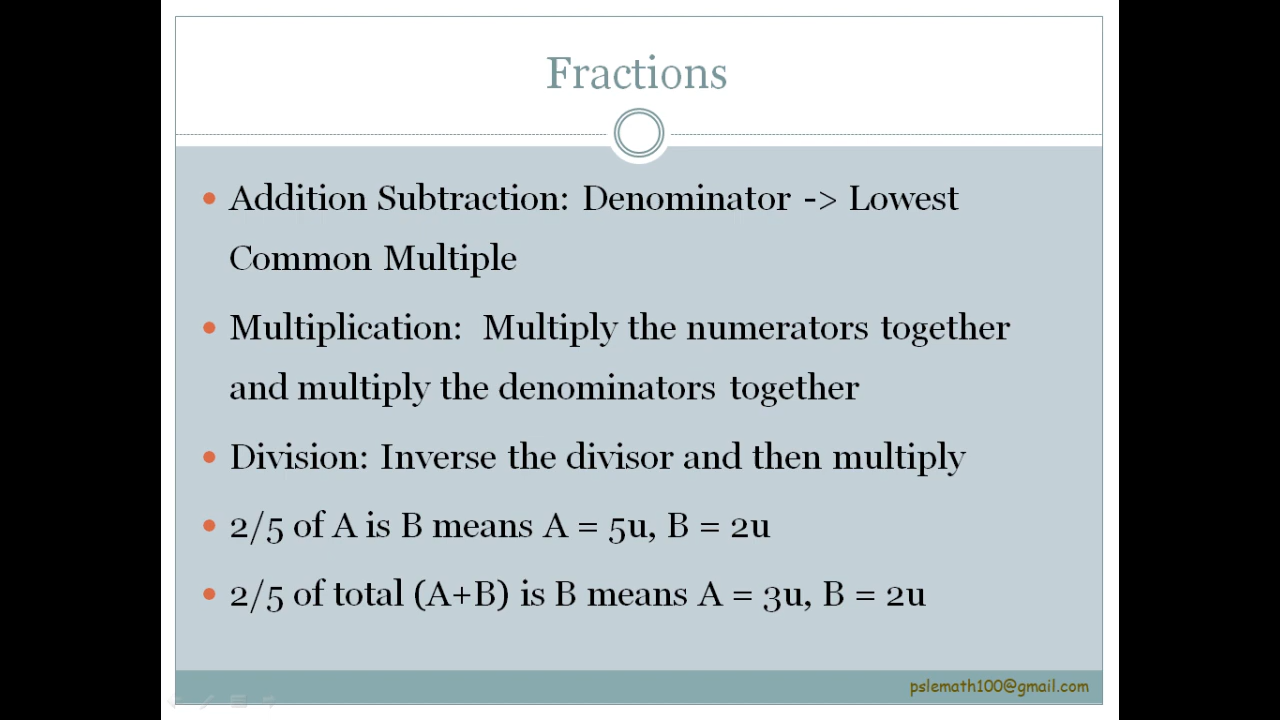 Fractions
Addition Subtraction: Denominator -> Lowest
Common Multiple
Multiplication:  Multiply the numerators together
and multiply the denominators together
Division: Inverse the divisor and then multiply
2/5 of A is B means A = 5u, B = 2u
2/5 of total (A+B) is B means A = 3u, B = 2u
pslemath100@gmail.com